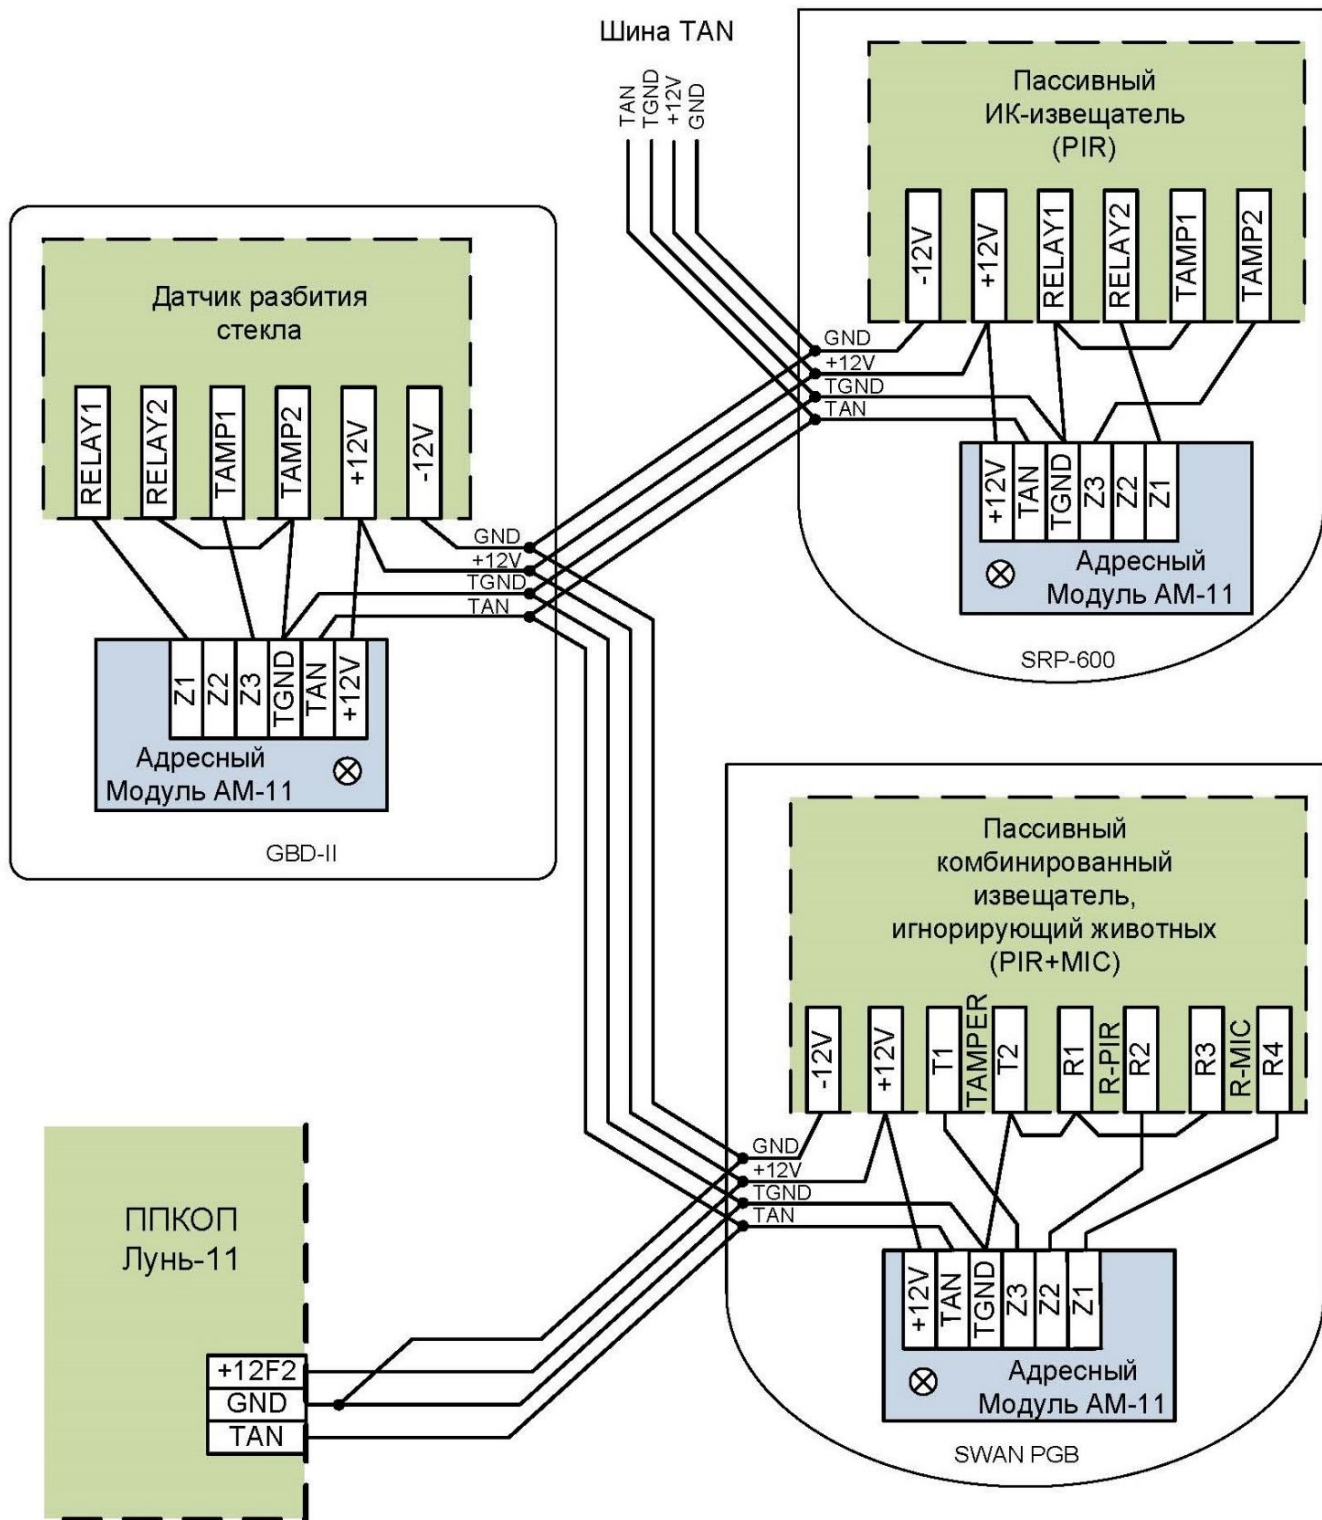 Шина TAN
TAN
TGND
+12V
GND
Пассивный
ИК-извещатель
(PIR)
-12V
+12V
RELAY1
RELAY2
TAMP1
TAMP2
GND
+12V
TGND
TAN
+12V
TAN
TGND
Z3
Z2
Z1
Адресный
Модуль АМ-11
SRP-600
Датчик разбития
стекла
RELAY1
RELAY2
TAMP1
TAMP2
+12V
-12V
GND
+12V
TGND
TAN
Z1
Z2
Z3
TGND
TAN
+12V
Адресный
Модуль АМ-11
GBD-II
Пассивный
комбинированный
извещатель,
игнорирующий животных
(PIR+MIC)
-12V
+12V
T1
TAMPER
T2
R1
R-PIR
R2
R3
R-MIC
R4
GND
+12V
TGND
TAN
+12V
TAN
TGND
Z3
Z2
Z1
Адресный
Модуль АМ-11
SWAN PGB
ППКОП
Лунь-11
+12F2
GND
TAN